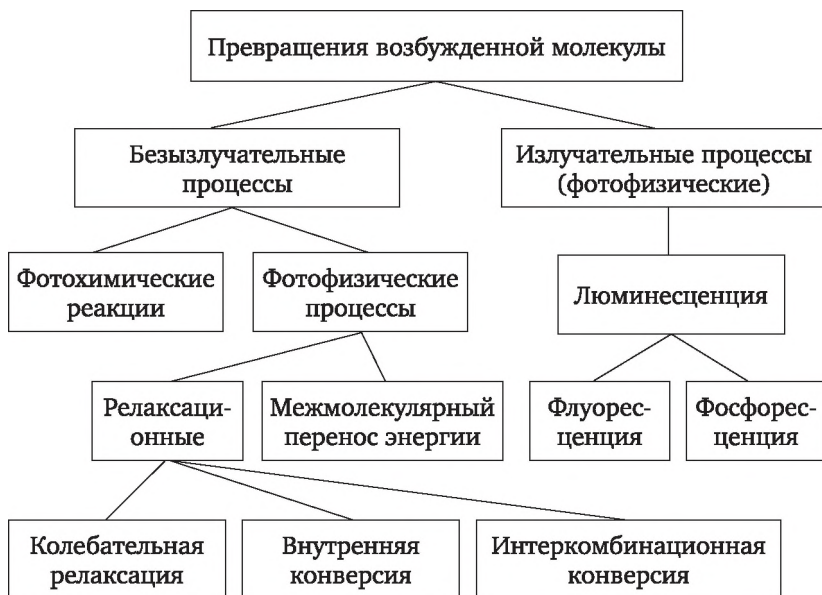 Превращения возбужденной молекулы
Безызлучательные
процессы
Излучательные процессы
(фотофизические)
Фотохимические
реакции
Фотофизические
процессы
Люминесценция
Релаксаци-
онные
Межмолекулярный
перенос энергии
Флуорес-
ценция
Фосфорес-
ценция
Колебательная
релаксация
Внутренняя
конверсия
Интеркомбинационная
конверсия